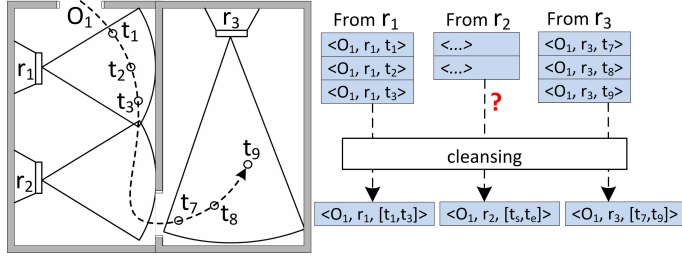 O₁
t₁
r₁
t₂
t₃
r₂
r₃
t₉
t₇
t₈
From r₁
<O₁, r₁, t₁>
<O₁, r₁, t₂>
<O₁, r₁, t₃>
From r₂
<...>
<...>
?
From r₃
<O₁, r₃, t₇>
<O₁, r₃, t₈>
<O₁, r₃, t₉>
cleansing
<O₁, r₁, [t₁,t₃]>
<O₁, r₂, [tₛ,tₑ]>
<O₁, r₃, [t₇,t₉]>